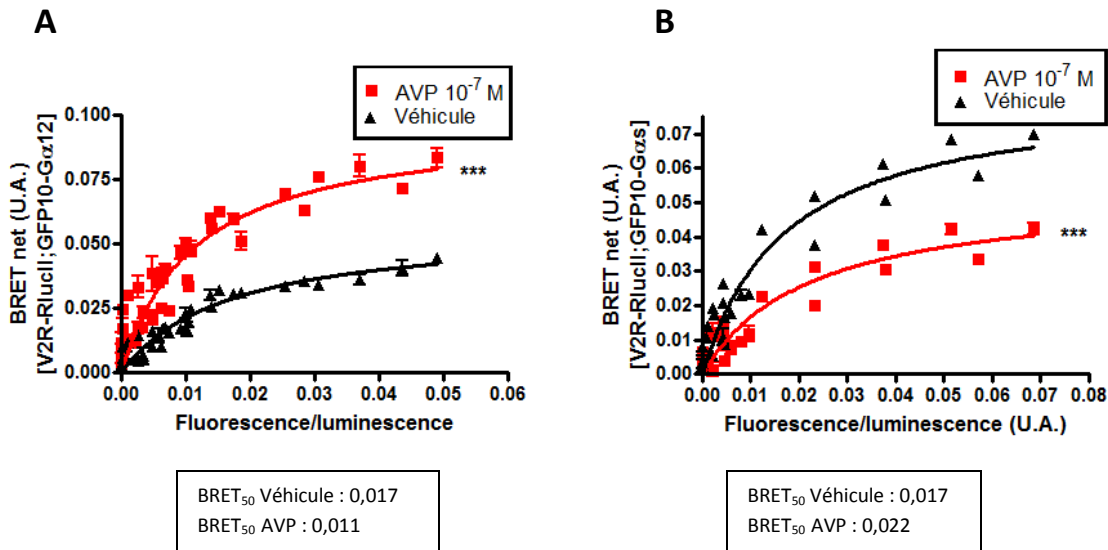 A
AVP 10⁻⁷ M
Véhicule
BRET net (U.A.)
[V2R-RlucII;GFP10-Gα12]
0.100
0.075
0.050
0.025
0.000
***
0.00 0.01 0.02 0.03 0.04 0.05 0.06
Fluorescence/luminescence
BRET₅₀ Véhicule : 0,017
BRET₅₀ AVP : 0,011
B
AVP 10⁻⁷ M
Véhicule
BRET net (U.A.)
[V2R-RlucII;GFP10-Gαs]
0.07
0.06
0.05
0.04
0.03
0.02
0.01
0.00
***
0.00 0.01 0.02 0.03 0.04 0.05 0.06 0.07 0.08
Fluorescence/luminescence (U.A.)
BRET₅₀ Véhicule : 0,017
BRET₅₀ AVP : 0,022